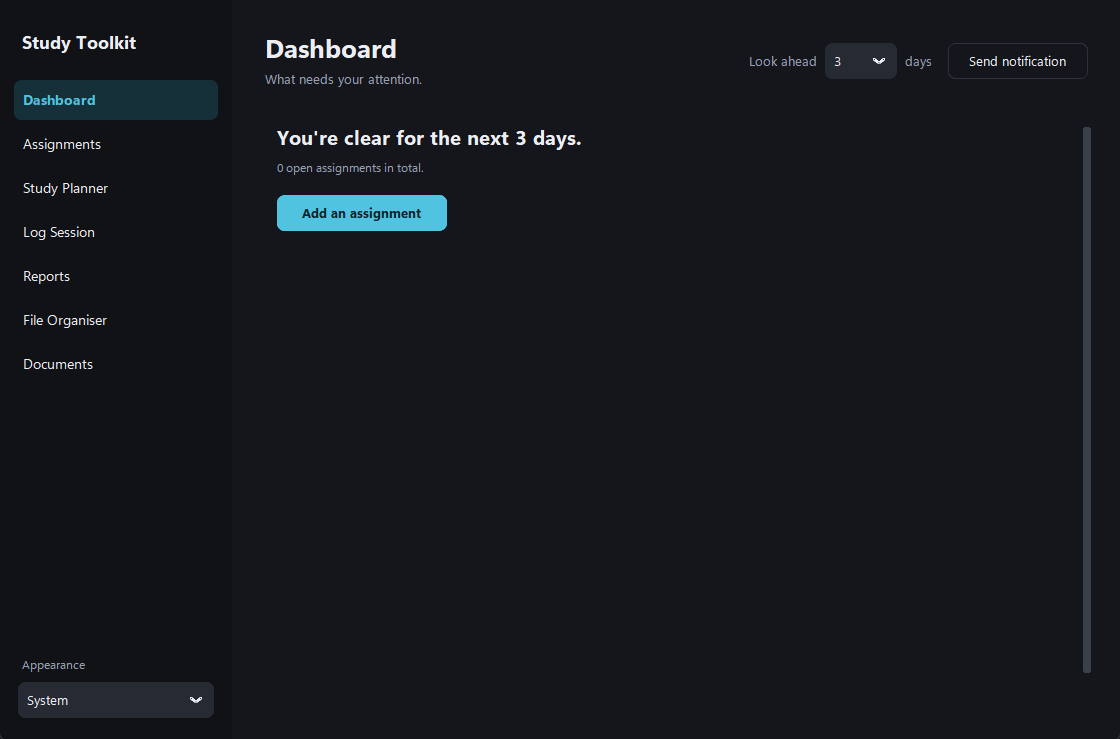 Study Toolkit
Dashboard
Assignments
Study Planner
Log Session
Reports
File Organiser
Documents
Appearance
System
Dashboard
What needs your attention.
Look ahead 3 days
Send notification
You're clear for the next 3 days.
0 open assignments in total.
Add an assignment